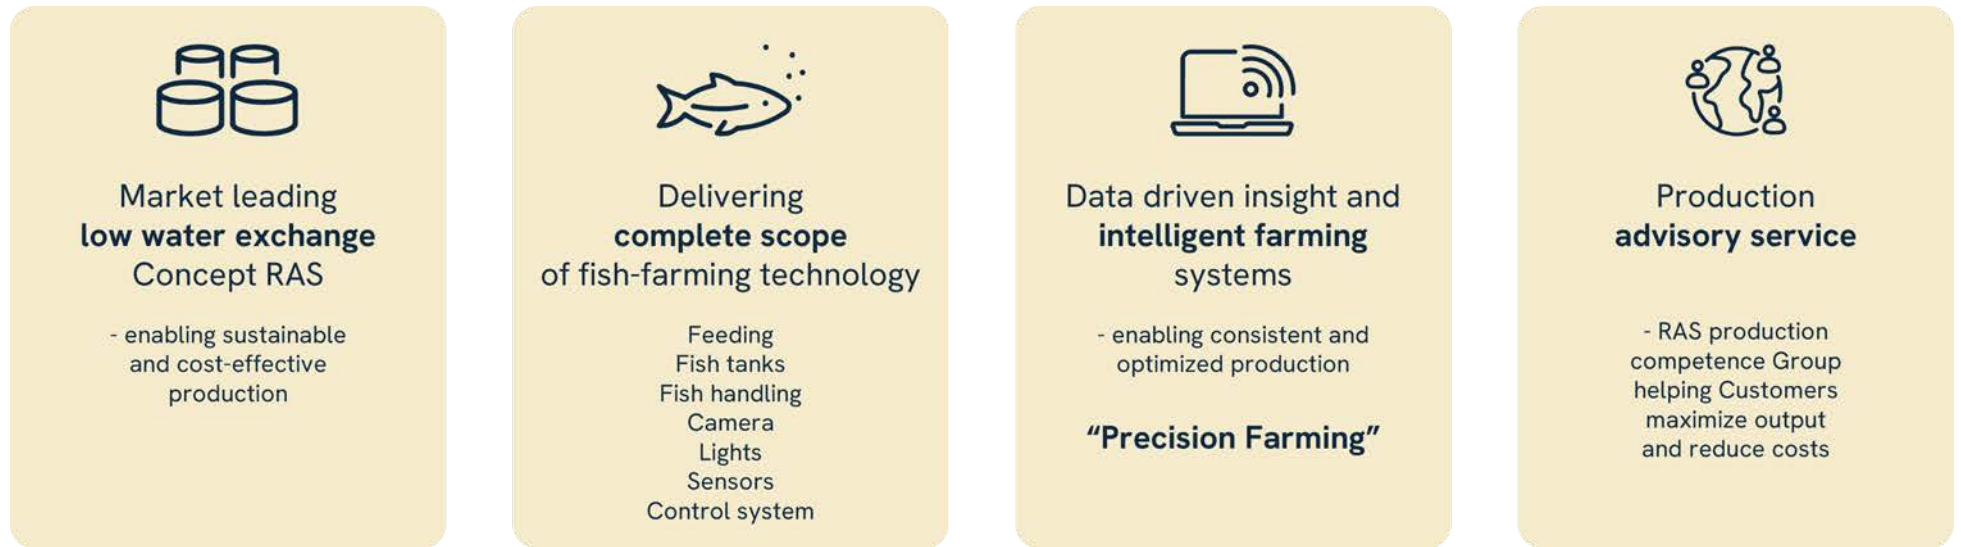 Market leading
low water exchange
Concept RAS
- enabling sustainable
and cost-effective
production
Delivering
complete scope
of fish-farming technology
Feeding
Fish tanks
Fish handling
Camera
Lights
Sensors
Control system
Data driven insight and
intelligent farming
systems
- enabling consistent and
optimized production
“Precision Farming”
Production
advisory service
- RAS production
competence Group
helping Customers
maximize output
and reduce costs